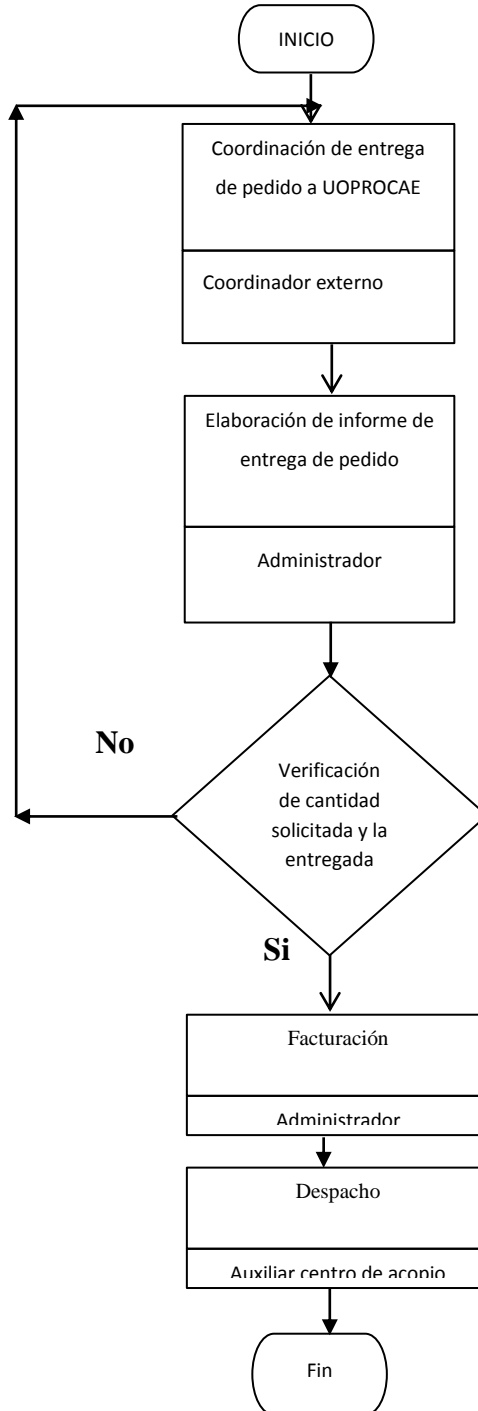 INICIO
Coordinación de entrega
de pedido a UOPROCAE
Coordinador externo
Elaboración de informe de
entrega de pedido
Administrador
No
Verificación
de cantidad
solicitada y la
entregada
Si
Facturación
Administrador
Despacho
Auxiliar centro de acopio
Fin